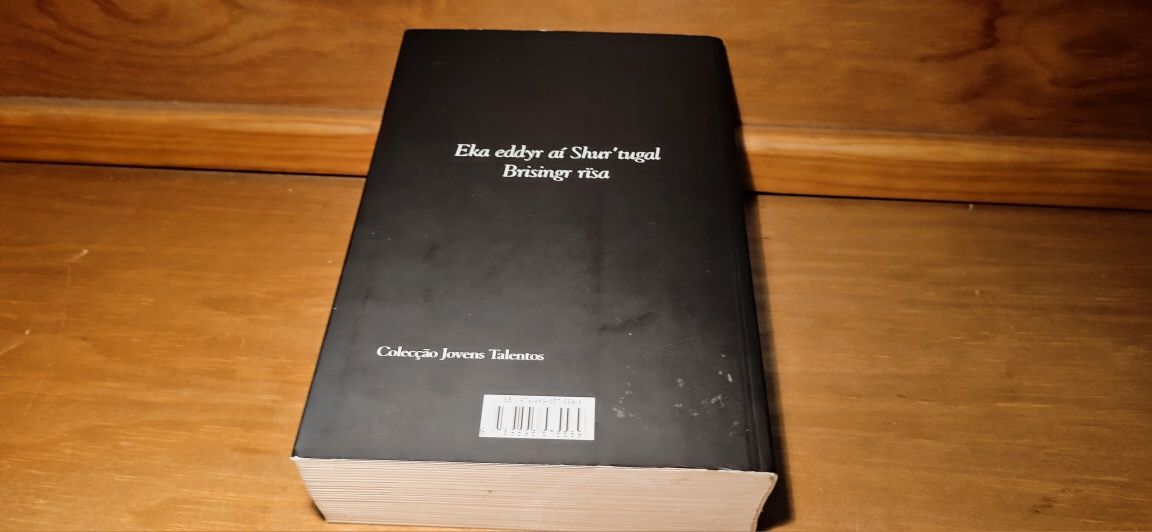 Eka eddyr aí Shur'tugal
Brisingr rïsa
Colecção Jovens Talentos